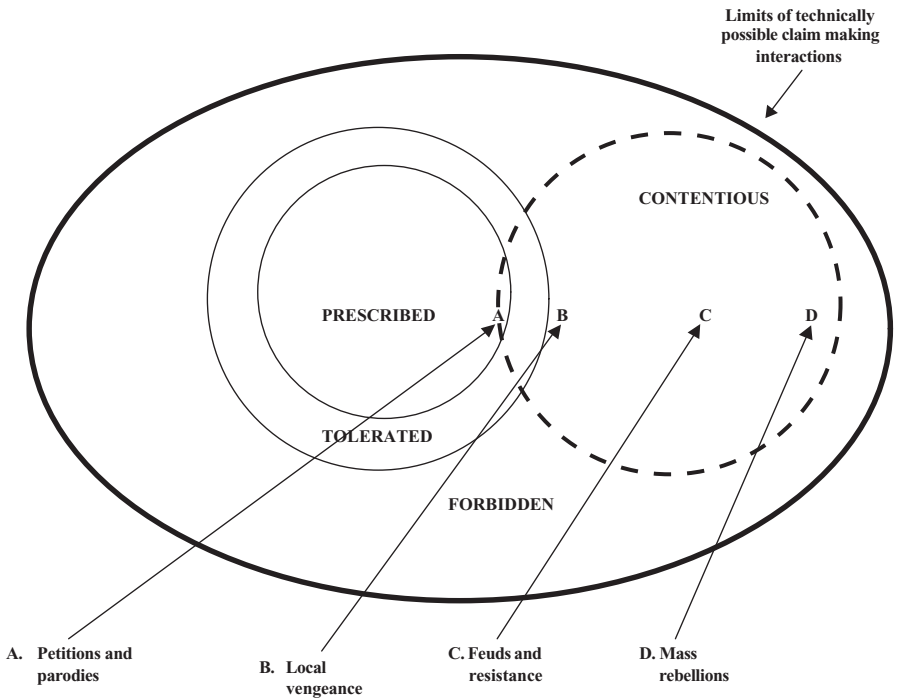 Limits of technically
possible claim making
interactions
CONTENTIOUS
PRESCRIBED
A
B
C
D
TOLERATED
FORBIDDEN
A. Petitions and
parodies
B. Local
vengeance
C. Feuds and
resistance
D. Mass
rebellions